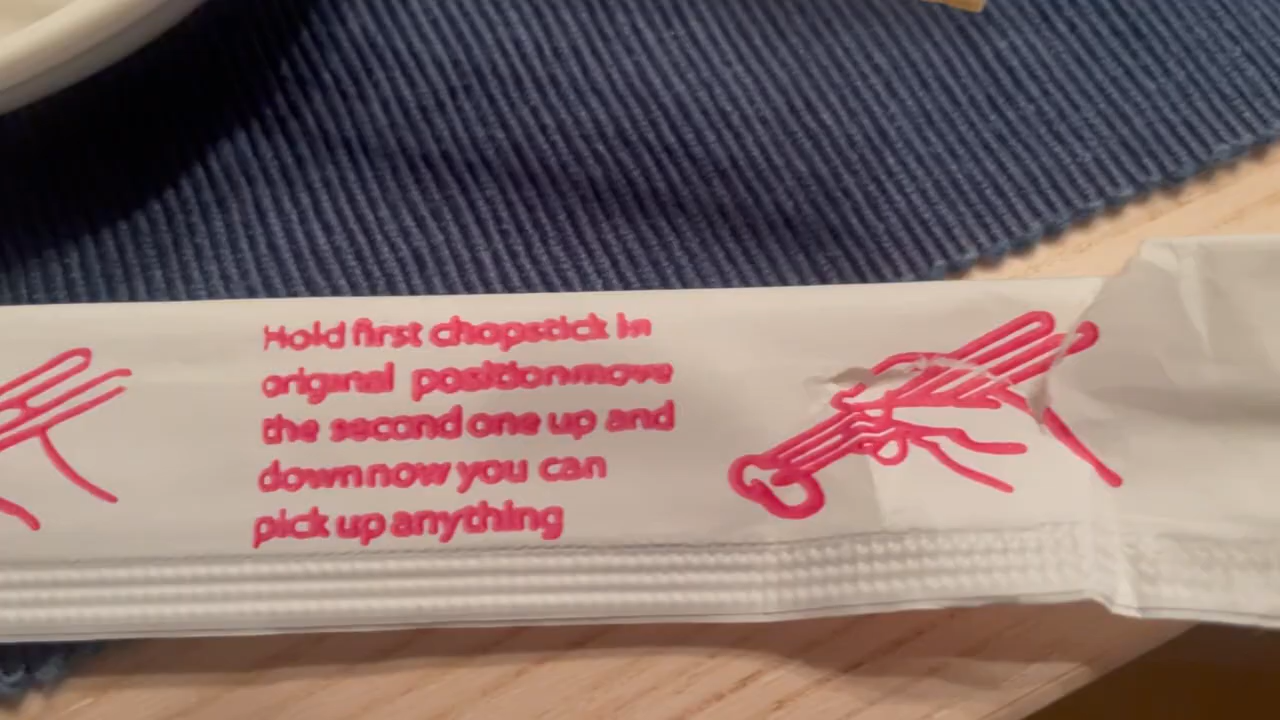 Hold first chopstick in
original positionmove
the second one up and
downnow you can
pick up anything